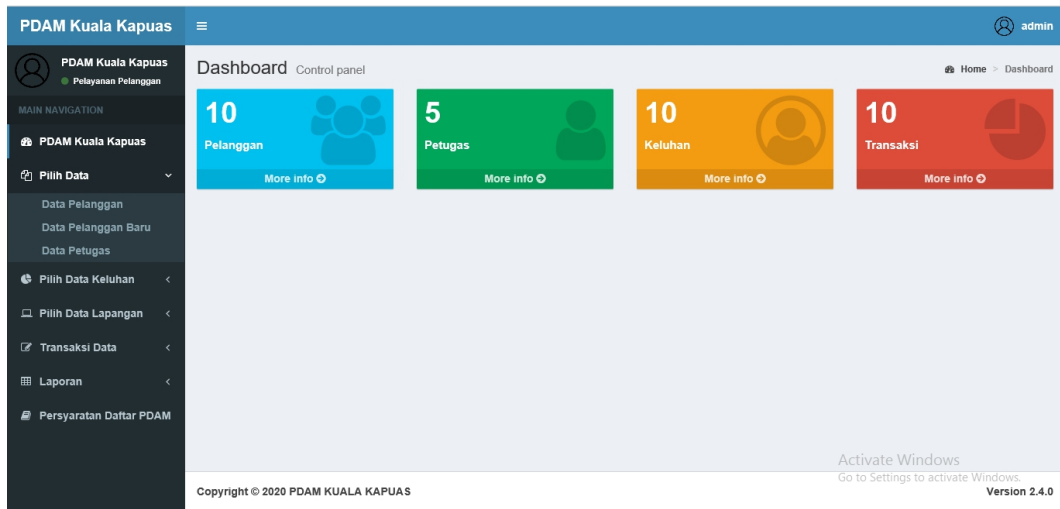 PDAM Kuala Kapuas
admin
PDAM Kuala Kapuas
Pelayanan Pelanggan
MAIN NAVIGATION
PDAM Kuala Kapuas
Pilih Data
Data Pelanggan
Data Pelanggan Baru
Data Petugas
Pilih Data Keluhan
Pilih Data Lapangan
Transaksi Data
Laporan
Persyaratan Daftar PDAM
Dashboard Control panel
Home > Dashboard
10
Pelanggan
More info
5
Petugas
More info
10
Keluhan
More info
10
Transaksi
More info
Activate Windows
Go to Settings to activate Windows.
Copyright © 2020 PDAM KUALA KAPUAS
Version 2.4.0